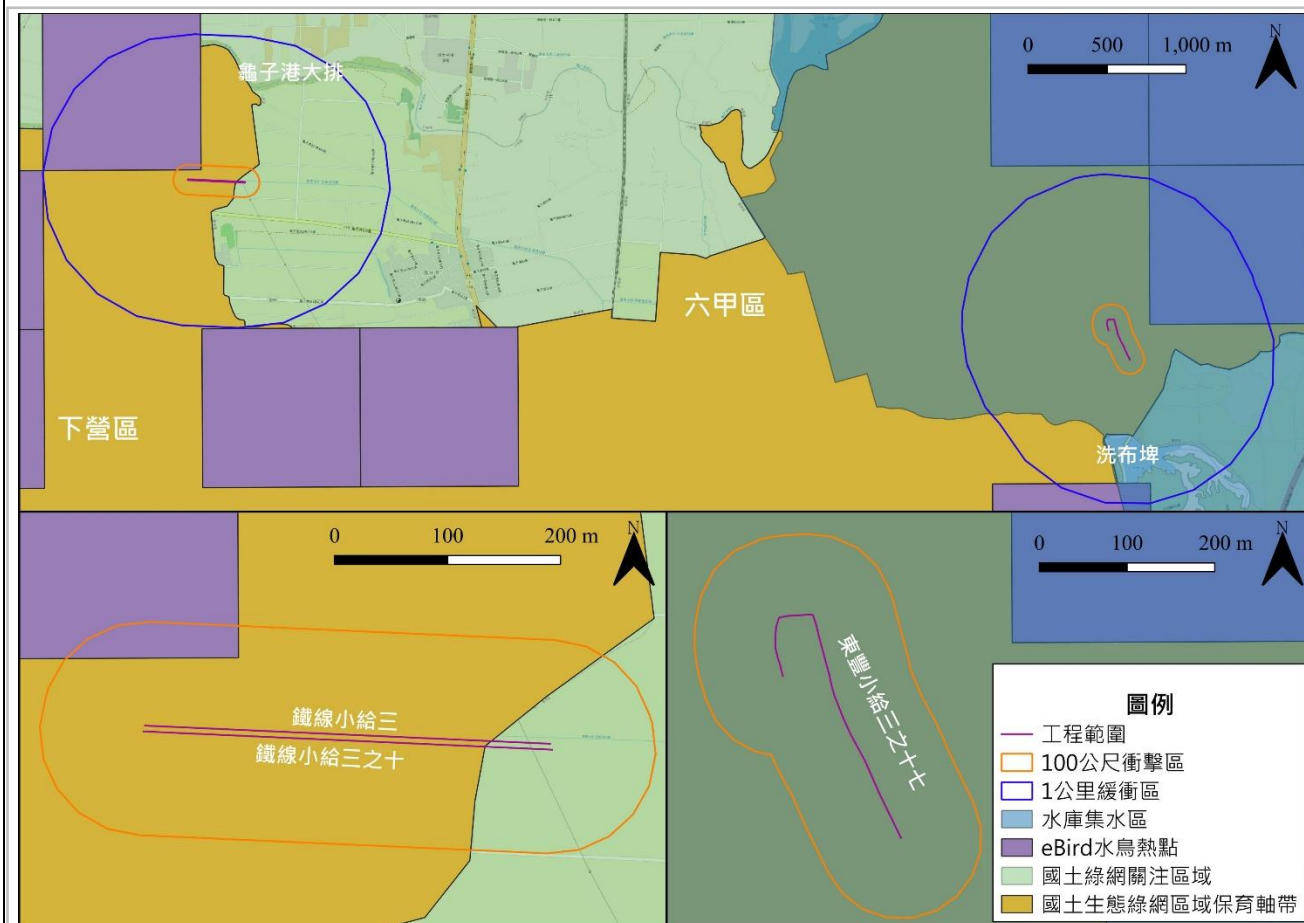 龜子港大排
0 500 1,000 m
N
六甲區
下營區
洗布埤
0 100 200 m
N
鐵線小給三
鐵線小給三之十
0 100 200 m
N
東豐小給三之十七
圖例
工程範圍
100公尺衝擊區
1公里緩衝區
水庫集水區
eBird水鳥熱點
國土綠網關注區域
國土生態綠網區域保育軸帶